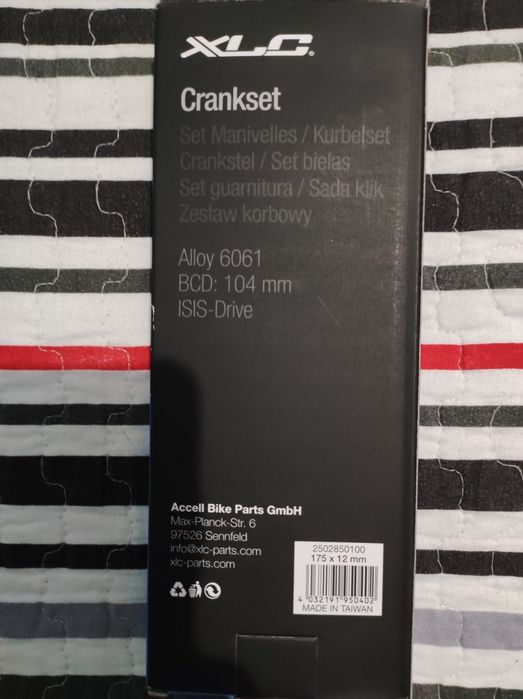 XLC®
Crankset
Set Manivelles / Kurbelset
Crankstel / Set bielas
Set guarnitura / Sada klik
Zestaw korbowy
Alloy 6061
BCD: 104 mm
ISIS-Drive
Accell Bike Parts GmbH
Max-Planck-Str. 6
97526 Sennfeld
info@xlc-parts.com
xlc-parts.com
2502850100
175 x 12 mm
4 032191 950402
MADE IN TAIWAN